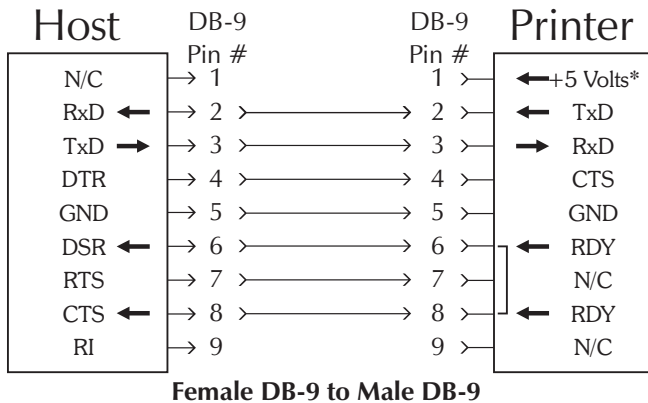 Host DB-9 Pin # DB-9 Pin # Printer
N/C 1 1 +5 Volts*
RxD 2 2 TxD
TxD 3 3 RxD
DTR 4 4 CTS
GND 5 5 GND
DSR 6 6 RDY
RTS 7 7 N/C
CTS 8 8 RDY
RI 9 9 N/C
Female DB-9 to Male DB-9